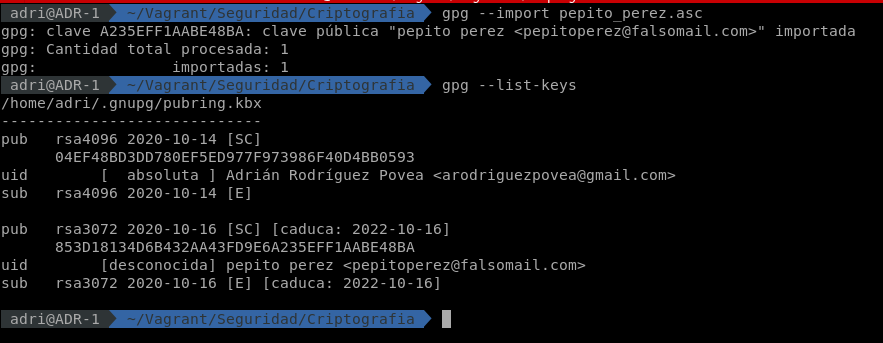 adri@ADR-1 ~/Vagrant/Seguridad/Criptografia gpg --import pepito_perez.asc
gpg: clave A235EFF1AABE48BA: clave pública "pepito perez <pepitoperez@falsomail.com>" importada
gpg: Cantidad total procesada: 1
gpg:               importadas: 1
adri@ADR-1 ~/Vagrant/Seguridad/Criptografia gpg --list-keys
/home/adri/.gnupg/pubring.kbx
-----------------------------
pub   rsa4096 2020-10-14 [SC]
      04EF48BD3DD780EF5ED977F973986F40D4BB0593
uid        [  absoluta ] Adrián Rodríguez Povea <arodriguezpovea@gmail.com>
sub   rsa4096 2020-10-14 [E]

pub   rsa3072 2020-10-16 [SC] [caduca: 2022-10-16]
      853D18134D6B432AA43FD9E6A235EFF1AABE48BA
uid        [desconocida] pepito perez <pepitoperez@falsomail.com>
sub   rsa3072 2020-10-16 [E] [caduca: 2022-10-16]

adri@ADR-1 ~/Vagrant/Seguridad/Criptografia